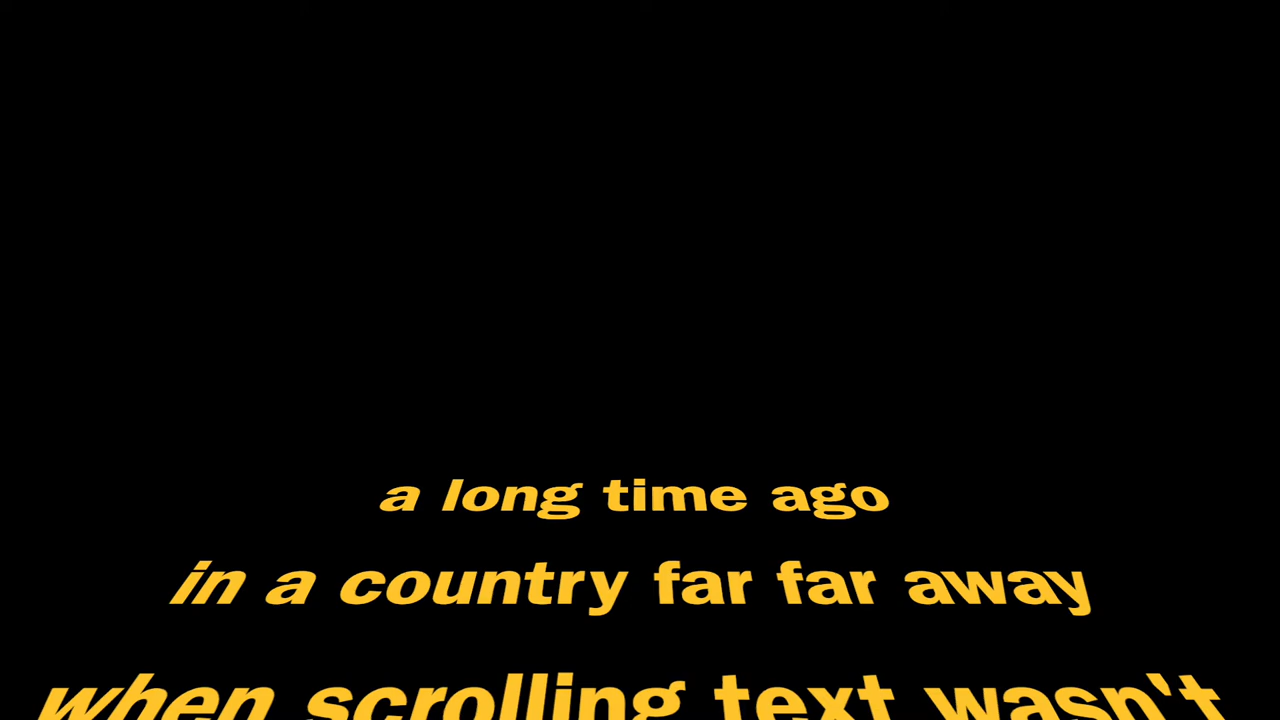 a long time ago
in a country far far away
when scrolling text wasn't